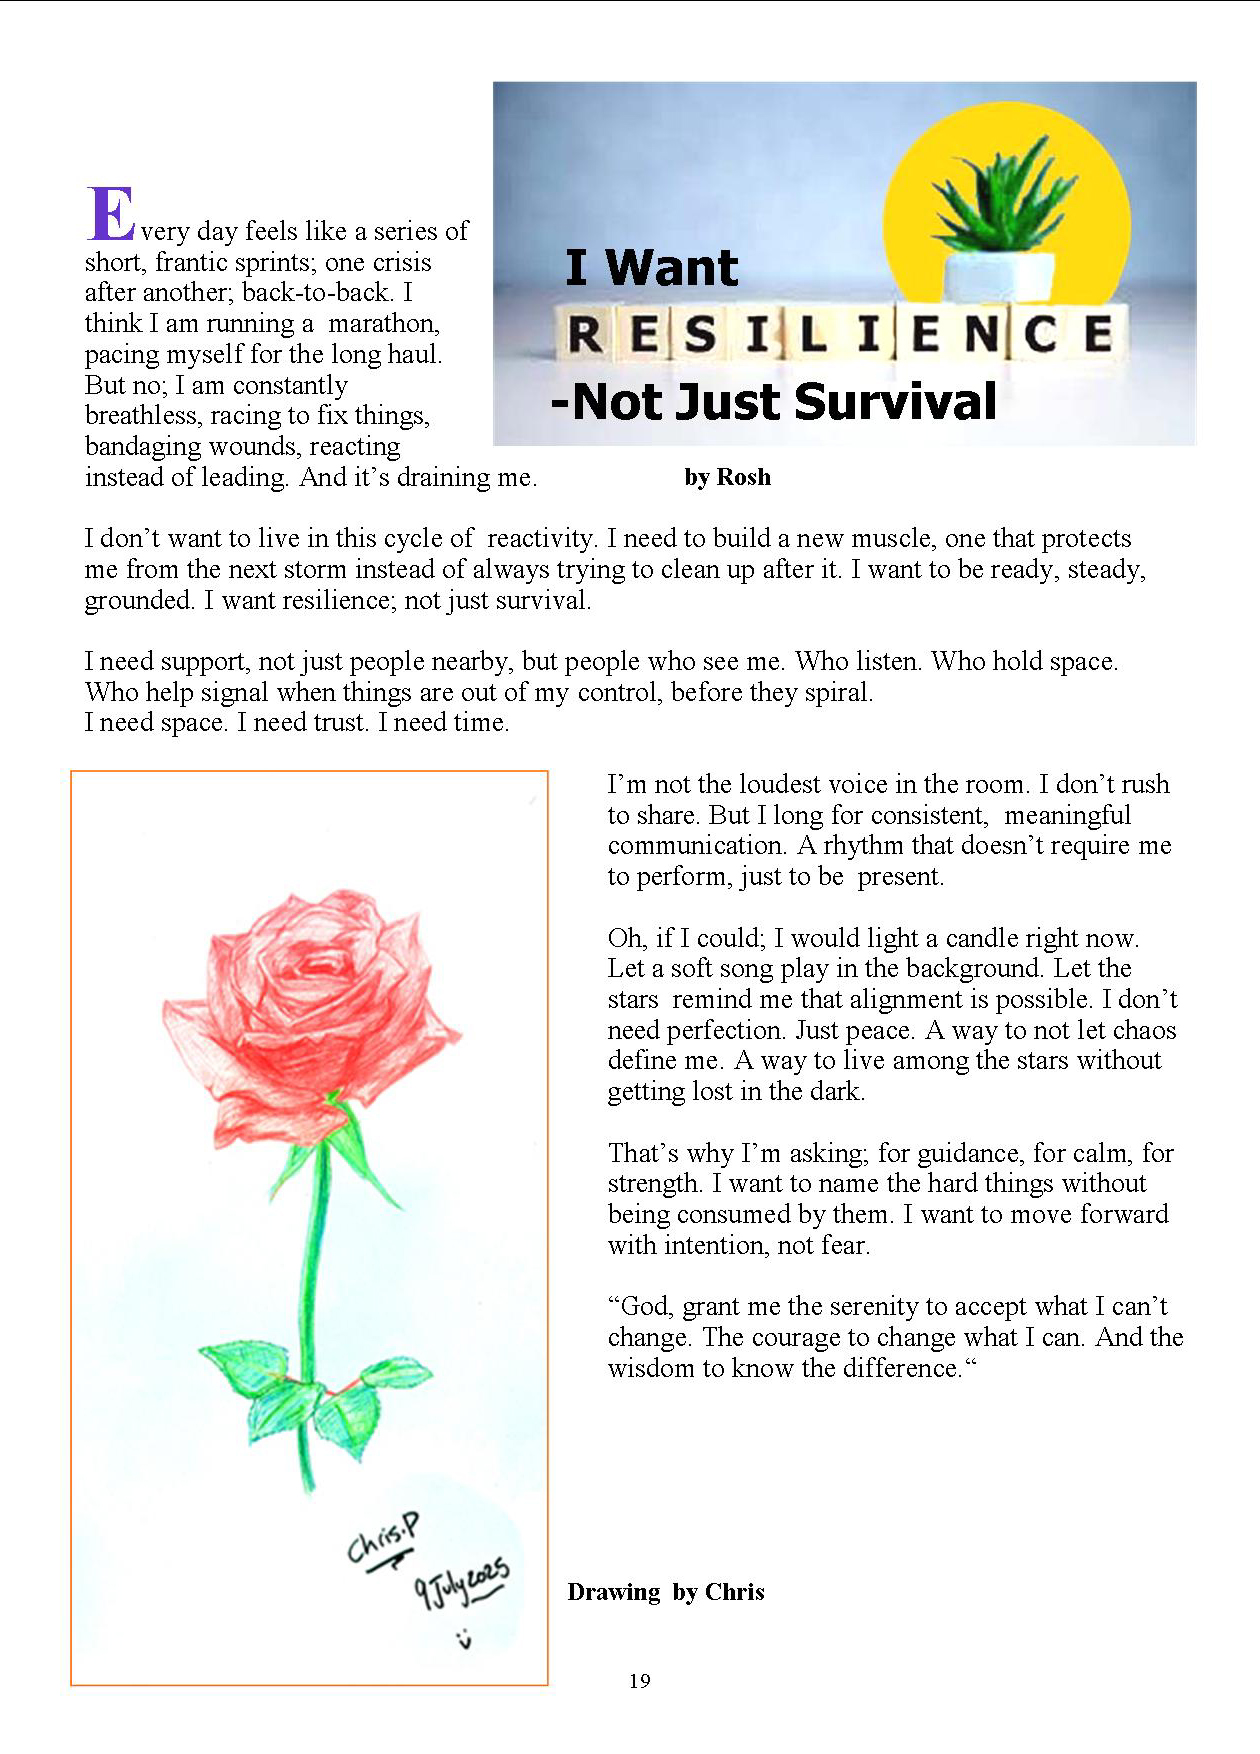 I Want
RESILIENCE
-Not Just Survival
by Rosh
Every day feels like a series of
short, frantic sprints; one crisis
after another; back-to-back. I
think I am running a  marathon,
pacing myself for the long haul.
But no; I am constantly
breathless, racing to fix things,
bandaging wounds, reacting
instead of leading. And it’s draining me.
I don’t want to live in this cycle of  reactivity. I need to build a new muscle, one that protects
me from the next storm instead of always trying to clean up after it. I want to be ready, steady,
grounded. I want resilience; not just survival.
I need support, not just people nearby, but people who see me. Who listen. Who hold space.
Who help signal when things are out of my control, before they spiral.
I need space. I need trust. I need time.
I’m not the loudest voice in the room. I don’t rush
to share. But I long for consistent,  meaningful
communication. A rhythm that doesn’t require me
to perform, just to be  present.
Oh, if I could; I would light a candle right now.
Let a soft song play in the background. Let the
stars  remind me that alignment is possible. I don’t
need perfection. Just peace. A way to not let chaos
define me. A way to live among the stars without
getting lost in the dark.
That’s why I’m asking; for guidance, for calm, for
strength. I want to name the hard things without
being consumed by them. I want to move forward
with intention, not fear.
“God, grant me the serenity to accept what I can’t
change. The courage to change what I can. And the
wisdom to know the difference.“
Chris.P
9 July 2025
Drawing  by Chris
19